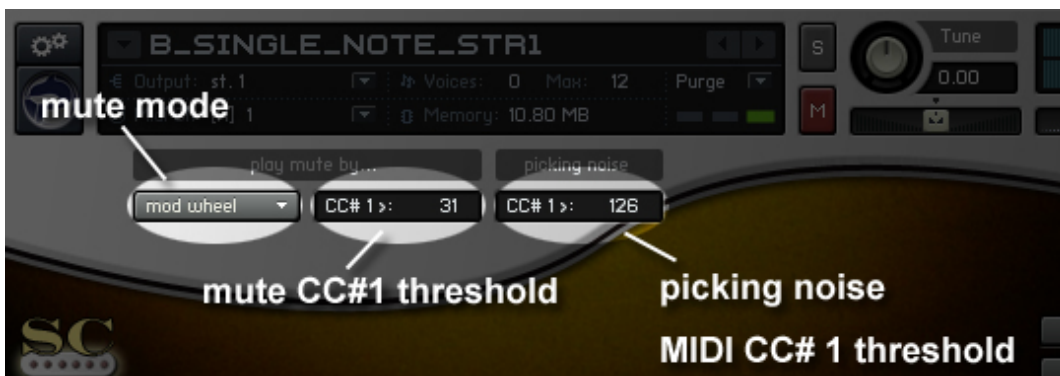 B_SINGLE_NOTE_STR1
S
Tune
Output: st. 1
Voices: 0 Max: 12
Purge
0.00
mute mode
1
Memory: 10.80 MB
M
play mute by...
picking noise
mod wheel
CC# 1 >: 31
CC# 1 >: 126
mute CC#1 threshold
picking noise
MIDI CC# 1 threshold
SC